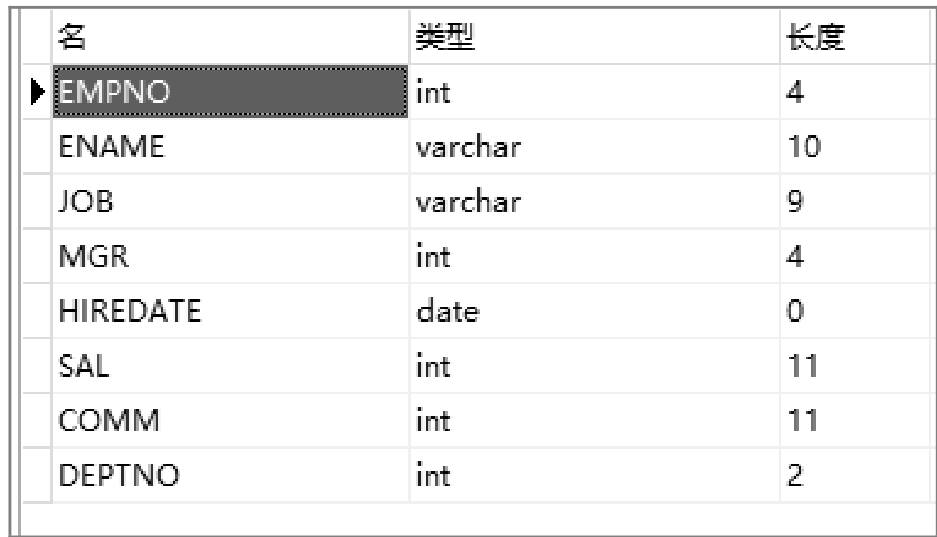 名 类型 长度
EMPNO int 4
ENAME varchar 10
JOB varchar 9
MGR int 4
HIREDATE date 0
SAL int 11
COMM int 11
DEPTNO int 2